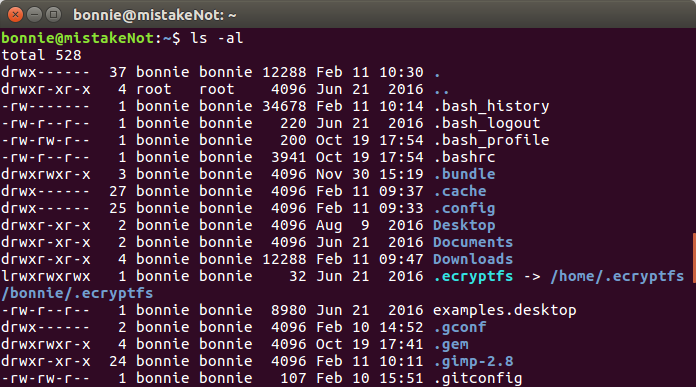 bonnie@mistakeNot: ~
bonnie@mistakeNot:~$ ls -al
total 528
drwx------  37 bonnie bonnie 12288 Feb 11 10:30 .
drwxr-xr-x   4 root   root    4096 Jun 21  2016 ..
-rw-------   1 bonnie bonnie 34678 Feb 11 10:14 .bash_history
-rw-r--r--   1 bonnie bonnie   220 Jun 21  2016 .bash_logout
-rw-rw-r--   1 bonnie bonnie   200 Oct 19 17:54 .bash_profile
-rw-r--r--   1 bonnie bonnie  3941 Oct 19 17:54 .bashrc
drwxrwxr-x   3 bonnie bonnie  4096 Nov 30 15:19 .bundle
drwx------  27 bonnie bonnie  4096 Feb 11 09:37 .cache
drwx------  25 bonnie bonnie  4096 Feb 11 09:33 .config
drwxr-xr-x   2 bonnie bonnie  4096 Aug  9  2016 Desktop
drwxr-xr-x   2 bonnie bonnie  4096 Jun 21  2016 Documents
drwxr-xr-x   4 bonnie bonnie 12288 Feb 11 09:47 Downloads
lrwxrwxrwx   1 bonnie bonnie    32 Jun 21  2016 .ecryptfs -> /home/.ecryptfs
/bonnie/.ecryptfs
-rw-r--r--   1 bonnie bonnie  8980 Jun 21  2016 examples.desktop
drwx------   2 bonnie bonnie  4096 Feb 10 14:52 .gconf
drwxrwxr-x   4 bonnie bonnie  4096 Oct 19 17:41 .gem
drwxr-xr-x  24 bonnie bonnie  4096 Feb 11 10:11 .gimp-2.8
-rw-rw-r--   1 bonnie bonnie   107 Feb 10 15:51 .gitconfig